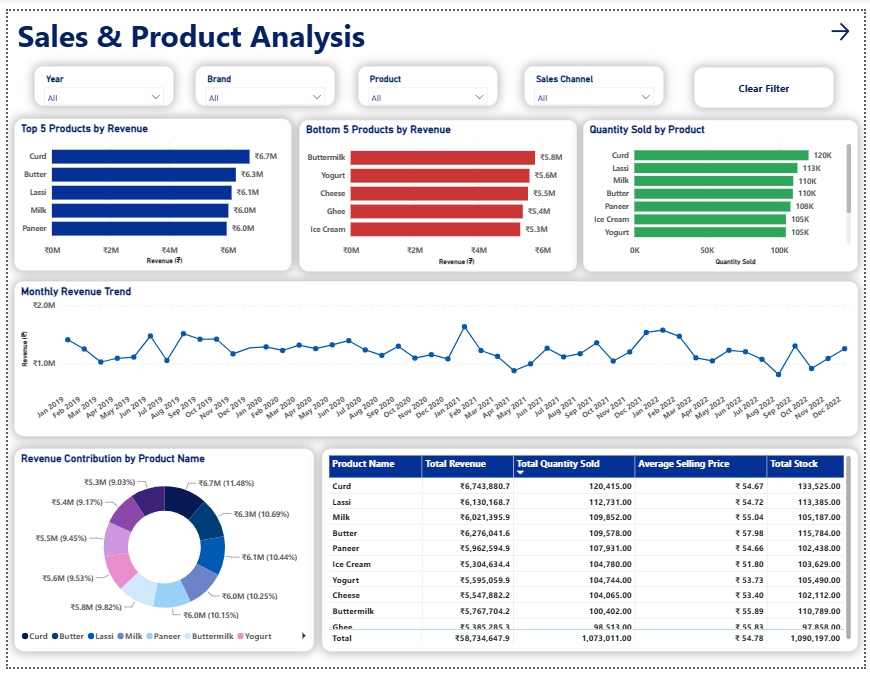 Sales & Product Analysis
Year
All
Brand
All
Product
All
Sales Channel
All
Clear Filter
Top 5 Products by Revenue
Curd ₹6.7M
Butter ₹6.3M
Lassi ₹6.1M
Milk ₹6.0M
Paneer ₹6.0M
₹0M ₹2M ₹4M ₹6M
Revenue (₹)
Bottom 5 Products by Revenue
Buttermilk ₹5.8M
Yogurt ₹5.6M
Cheese ₹5.5M
Ghee ₹5.4M
Ice Cream ₹5.3M
₹0M ₹2M ₹4M ₹6M
Revenue (₹)
Quantity Sold by Product
Curd 120K
Lassi 113K
Milk 110K
Butter 110K
Paneer 108K
Ice Cream 105K
Yogurt 105K
0K 50K 100K
Quantity Sold
Monthly Revenue Trend
₹2.0M
₹1.0M
Revenue (₹)
Jan 2019 Feb 2019 Mar 2019 Apr 2019 May 2019 Jun 2019 Jul 2019 Aug 2019 Sep 2019 Oct 2019 Nov 2019 Dec 2019 Jan 2020 Feb 2020 Mar 2020 Apr 2020 May 2020 Jun 2020 Jul 2020 Aug 2020 Sep 2020 Oct 2020 Nov 2020 Dec 2020 Jan 2021 Feb 2021 Mar 2021 Apr 2021 May 2021 Jun 2021 Jul 2021 Aug 2021 Sep 2021 Oct 2021 Nov 2021 Dec 2021 Jan 2022 Feb 2022 Mar 2022 Apr 2022 May 2022 Jun 2022 Jul 2022 Aug 2022 Sep 2022 Oct 2022 Nov 2022 Dec 2022
Revenue Contribution by Product Name
₹6.7M (11.48%)
₹6.3M (10.69%)
₹6.1M (10.44%)
₹6.0M (10.25%)
₹6.0M (10.15%)
₹5.8M (9.82%)
₹5.6M (9.53%)
₹5.5M (9.45%)
₹5.4M (9.17%)
₹5.3M (9.03%)
Curd Butter Lassi Milk Paneer Buttermilk Yogurt
Product Name Total Revenue Total Quantity Sold Average Selling Price Total Stock
Curd ₹6,743,880.7 120,415.00 ₹ 54.67 133,525.00
Lassi ₹6,130,168.7 112,731.00 ₹ 54.72 113,385.00
Milk ₹6,021,395.9 109,852.00 ₹ 55.04 105,187.00
Butter ₹6,276,041.6 109,578.00 ₹ 57.98 115,784.00
Paneer ₹5,962,594.9 107,931.00 ₹ 54.66 102,438.00
Ice Cream ₹5,304,634.4 104,780.00 ₹ 51.80 103,629.00
Yogurt ₹5,595,059.9 104,744.00 ₹ 53.73 105,490.00
Cheese ₹5,547,882.2 104,065.00 ₹ 53.40 102,112.00
Buttermilk ₹5,767,704.2 100,402.00 ₹ 55.89 110,789.00
Ghee ₹5,385,285.3 98,513.00 ₹ 55.83 97,858.00
Total ₹58,734,647.9 1,073,011.00 ₹ 54.78 1,090,197.00